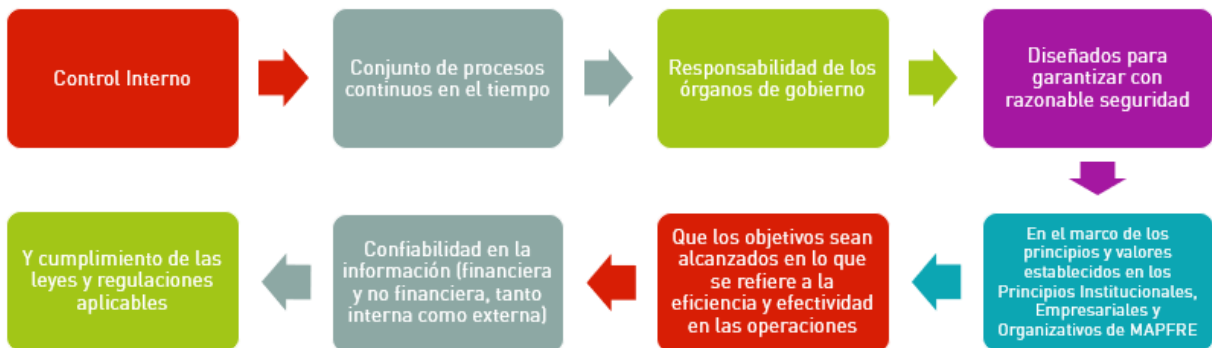 Control Interno
Conjunto de procesos
continuos en el tiempo
Responsabilidad de los
órganos de gobierno
Diseñados para
garantizar con
razonable seguridad
En el marco de los
principios y valores
establecidos en los
Principios Institucionales,
Empresariales y
Organizativos de MAPFRE
Que los objetivos sean
alcanzados en lo que
se refiere a la
eficiencia y efectividad
en las operaciones
Confiabilidad en la
información (financiera
y no financiera, tanto
interna como externa)
Y cumplimiento de las
leyes y regulaciones
aplicables